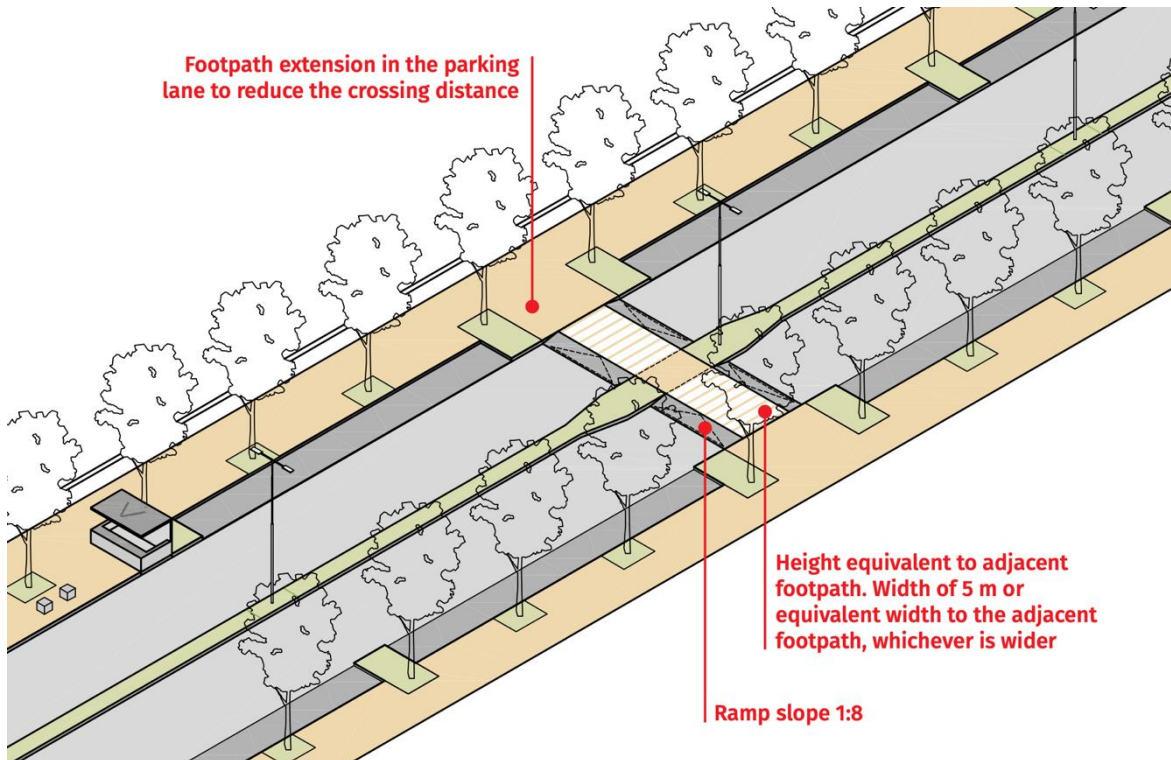 Footpath extension in the parking
lane to reduce the crossing distance
Height equivalent to adjacent
footpath. Width of 5 m or
equivalent width to the adjacent
footpath, whichever is wider
Ramp slope 1:8